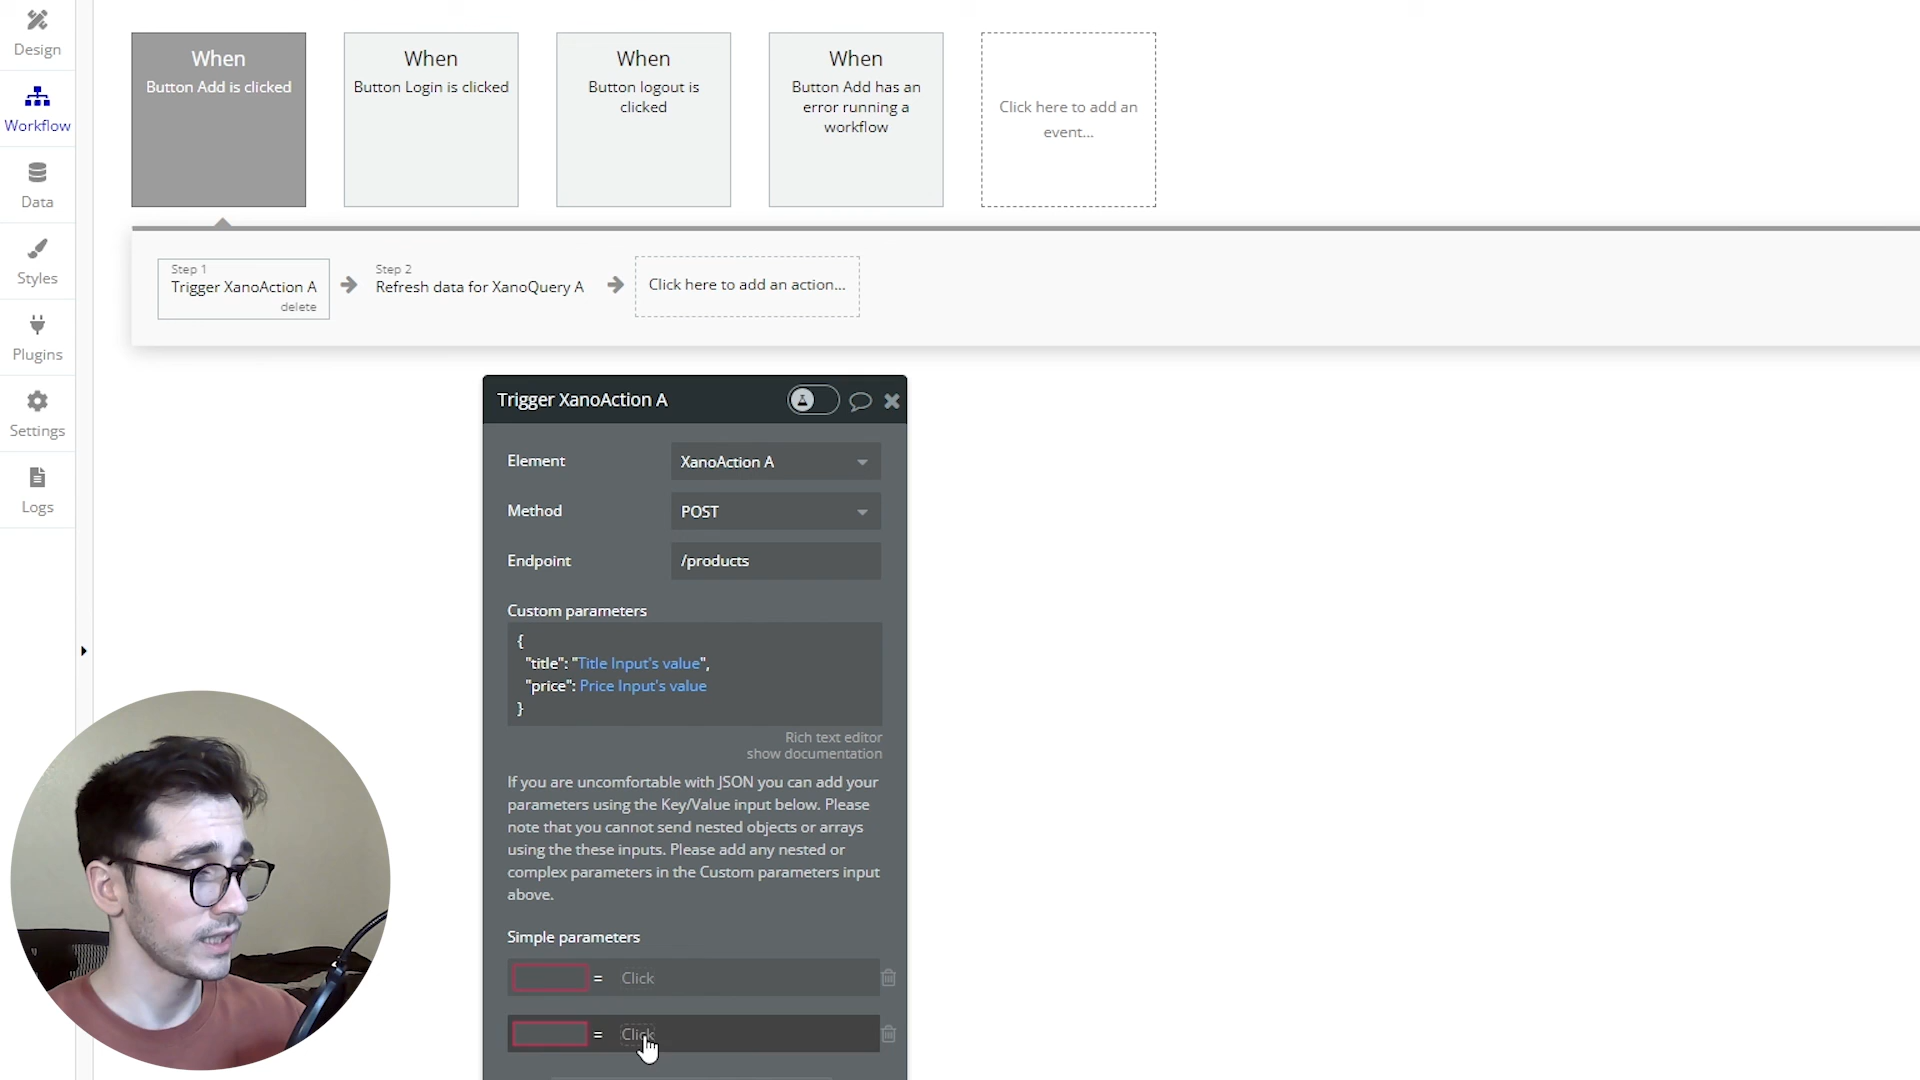 Design
Workflow
Data
Styles
Plugins
Settings
Logs
When
Button Add is clicked
When
Button Login is clicked
When
Button logout is
clicked
When
Button Add has an
error running a
workflow
Click here to add an
event...
Step 1
Trigger XanoAction A
delete
Step 2
Refresh data for XanoQuery A
Click here to add an action...
Trigger XanoAction A
Element
XanoAction A
Method
POST
Endpoint
/products
Custom parameters
{
"title": "Title Input's value",
"price": Price Input's value
}
Rich text editor
show documentation
If you are uncomfortable with JSON you can add your
parameters using the Key/Value input below. Please
note that you cannot send nested objects or arrays
using the these inputs. Please add any nested or
complex parameters in the Custom parameters input
above.
Simple parameters
= Click
= Click